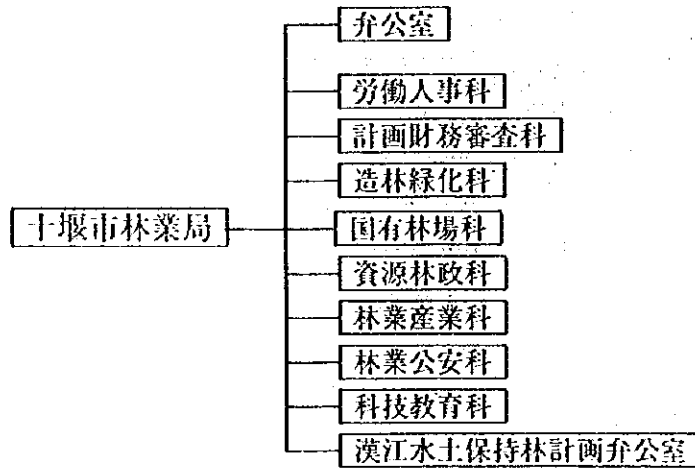 弁公室
労働人事科
計画財務審査科
造林緑化科
十堰市林業局
国有林場科
資源林政科
林業産業科
林業公安科
科技教育科
漢江水土保持林計画弁公室